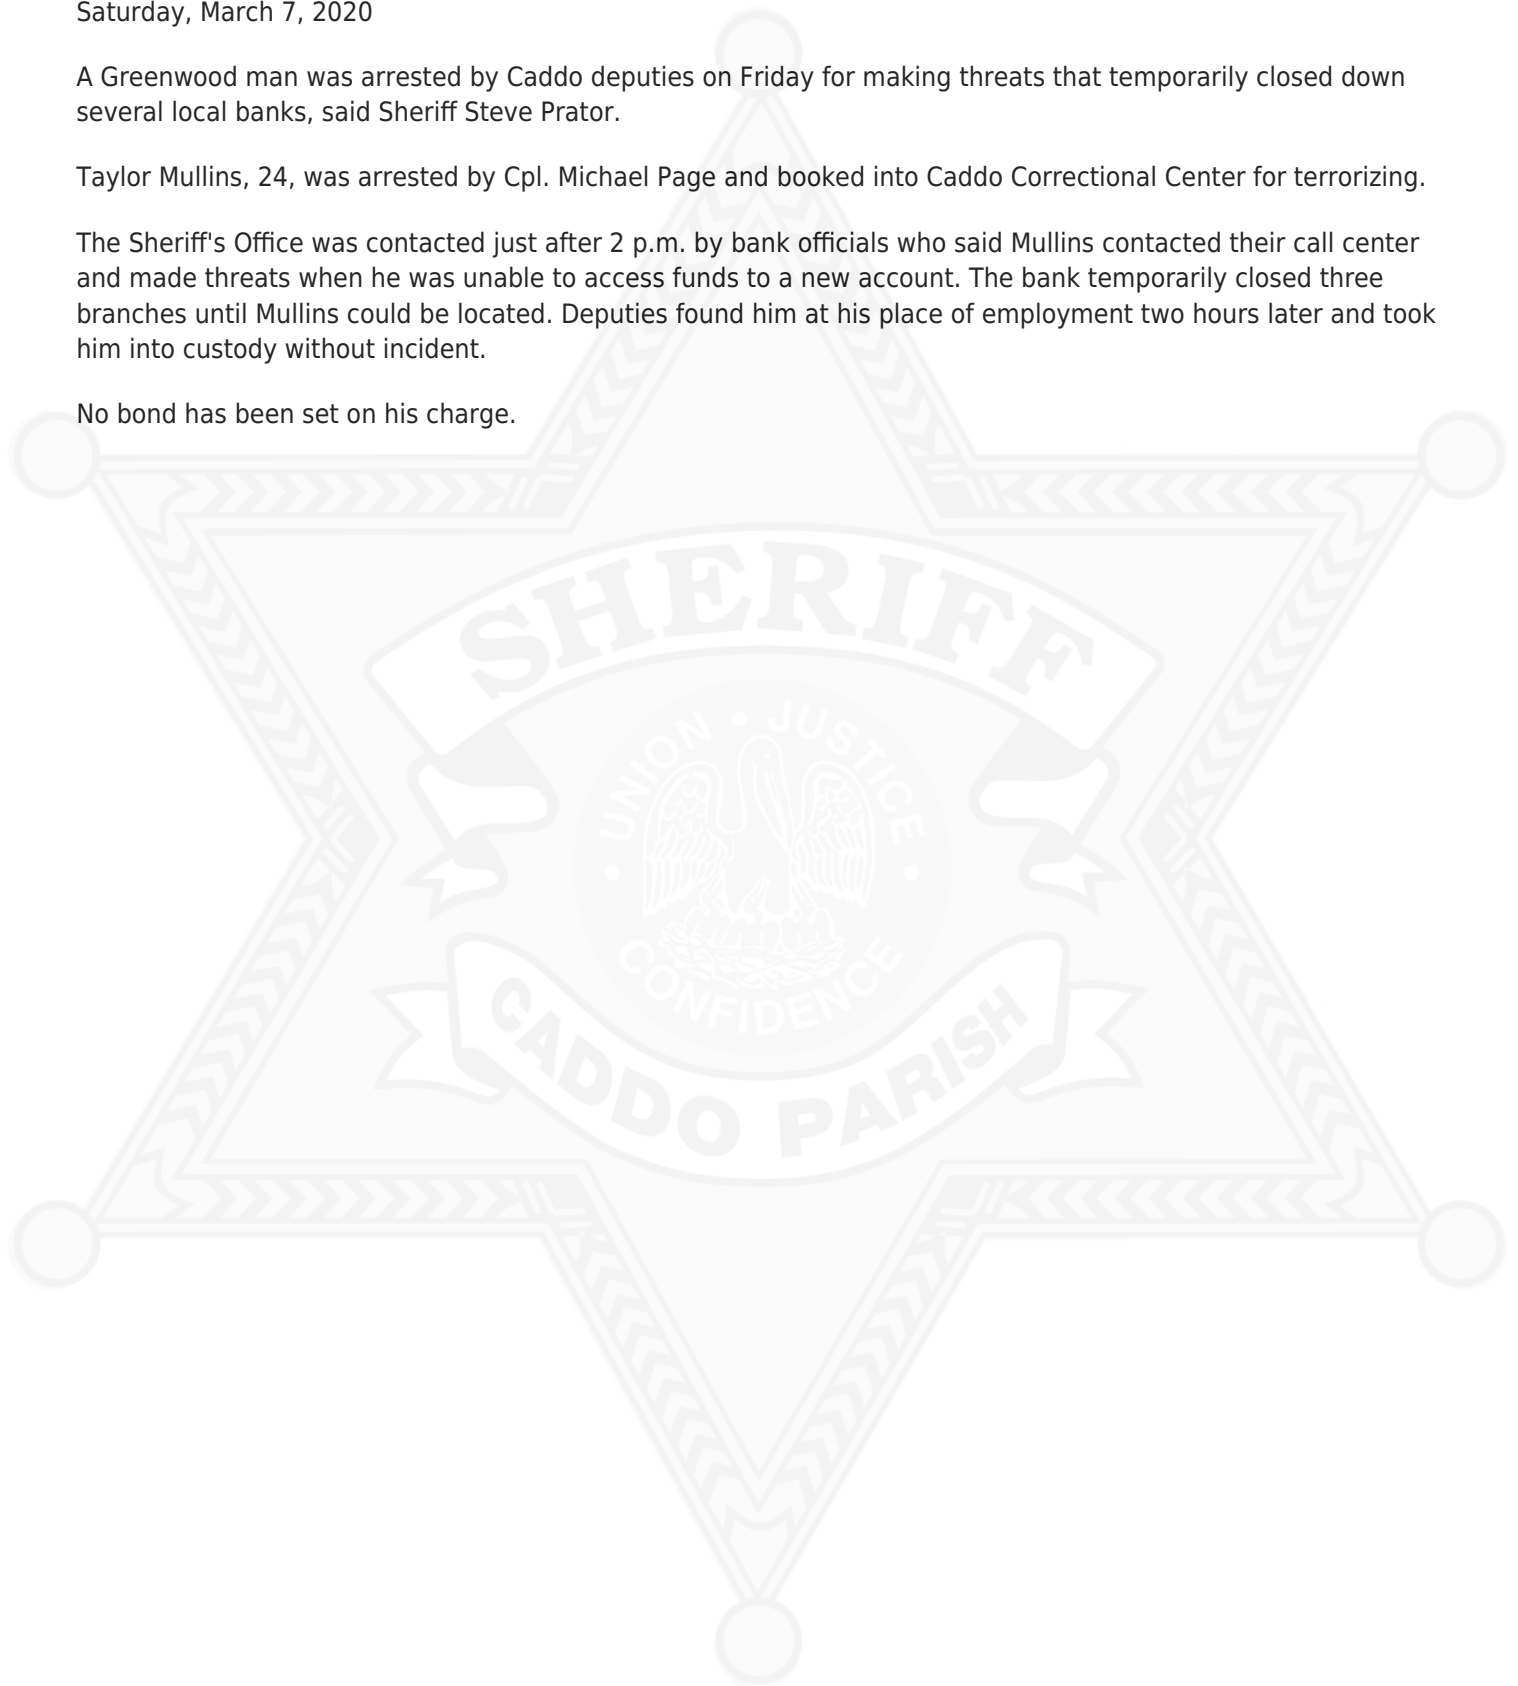 Saturday, March 7, 2020
A Greenwood man was arrested by Caddo deputies on Friday for making threats that temporarily closed down
several local banks, said Sheriff Steve Prator.
Taylor Mullins, 24, was arrested by Cpl. Michael Page and booked into Caddo Correctional Center for terrorizing.
The Sheriff's Office was contacted just after 2 p.m. by bank officials who said Mullins contacted their call center
and made threats when he was unable to access funds to a new account. The bank temporarily closed three
branches until Mullins could be located. Deputies found him at his place of employment two hours later and took
him into custody without incident.
No bond has been set on his charge.
SHERIFF
UNION • JUSTICE •
• CONFIDENCE
CADDO PARISH